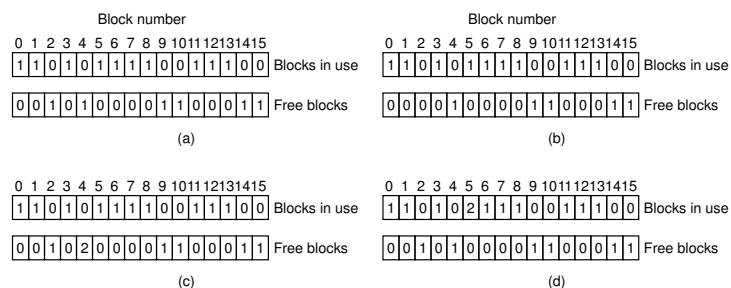 Block number
0 1 2 3 4 5 6 7 8 9 10 11 12 13 14 15
1 1 0 1 0 1 1 1 1 0 0 1 1 1 0 0 Blocks in use
0 0 1 0 1 0 0 0 0 1 1 0 0 0 1 1 Free blocks
(a)
Block number
0 1 2 3 4 5 6 7 8 9 10 11 12 13 14 15
1 1 0 1 0 1 1 1 1 0 0 1 1 1 0 0 Blocks in use
0 0 0 0 1 0 0 0 0 1 1 0 0 0 1 1 Free blocks
(b)
0 1 2 3 4 5 6 7 8 9 10 11 12 13 14 15
1 1 0 1 0 1 1 1 1 0 0 1 1 1 0 0 Blocks in use
0 0 1 0 2 0 0 0 0 1 1 0 0 0 1 1 Free blocks
(c)
0 1 2 3 4 5 6 7 8 9 10 11 12 13 14 15
1 1 0 1 0 2 1 1 1 0 0 1 1 1 0 0 Blocks in use
0 0 1 0 1 0 0 0 0 1 1 0 0 0 1 1 Free blocks
(d)